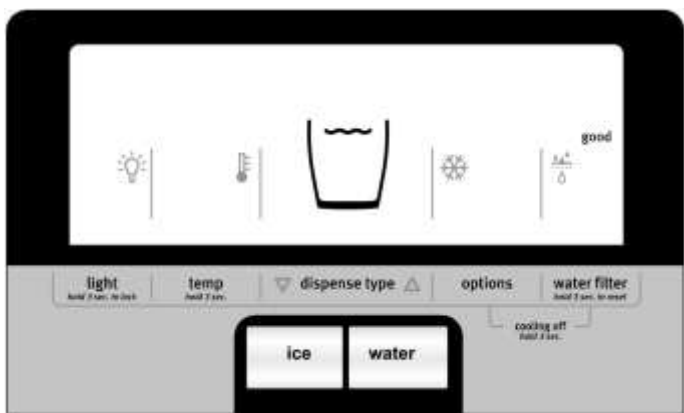 good
light
hold 3 sec. to lock
temp
hold 3 sec.
dispense type
options
water filter
hold 3 sec. to reset
cooling off
hold 3 sec.
ice
water